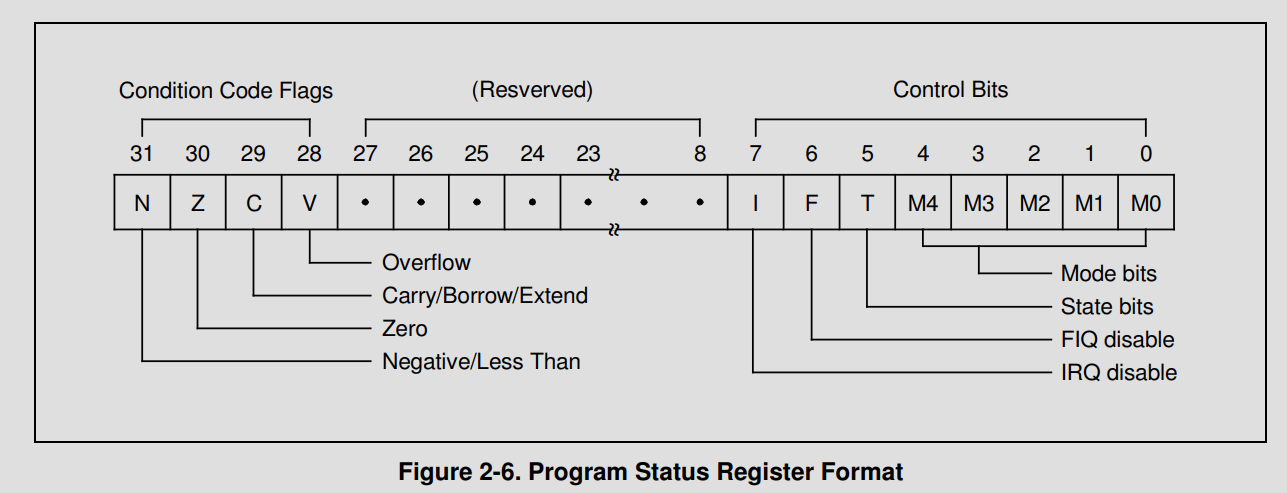 Condition Code Flags (Resverved) Control Bits
31 30 29 28 27 26 25 24 23 8 7 6 5 4 3 2 1 0
N Z C V • • • • • • • I F T M4 M3 M2 M1 M0
Overflow
Carry/Borrow/Extend
Zero
Negative/Less Than
Mode bits
State bits
FIQ disable
IRQ disable
Figure 2-6. Program Status Register Format